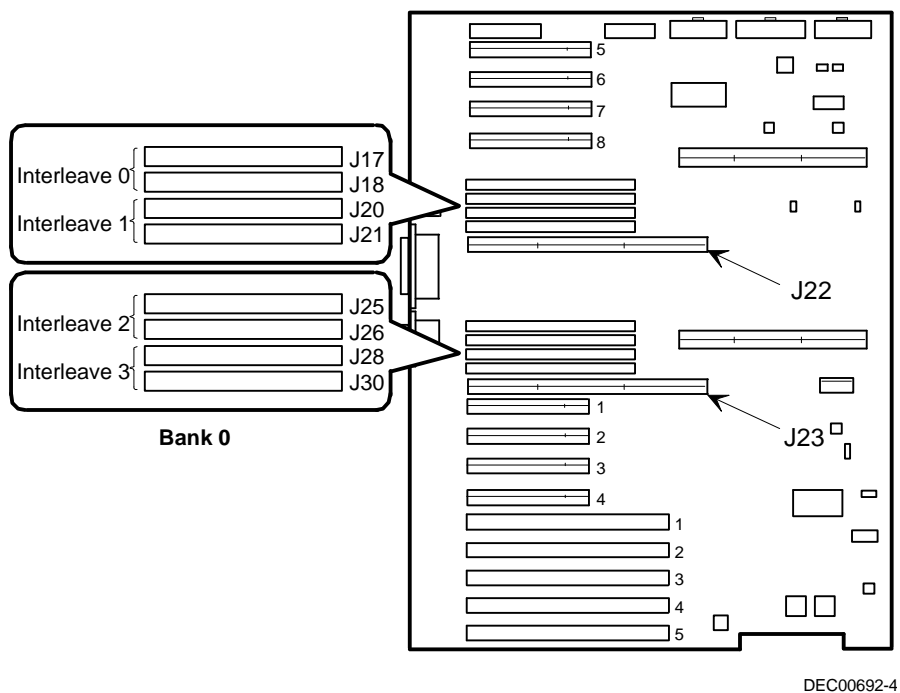 5
6
7
8
Interleave 0
J17
J18
Interleave 1
J20
J21
J22
Interleave 2
J25
J26
Interleave 3
J28
J30
Bank 0
J23
1
2
3
4
1
2
3
4
5
DEC00692-4